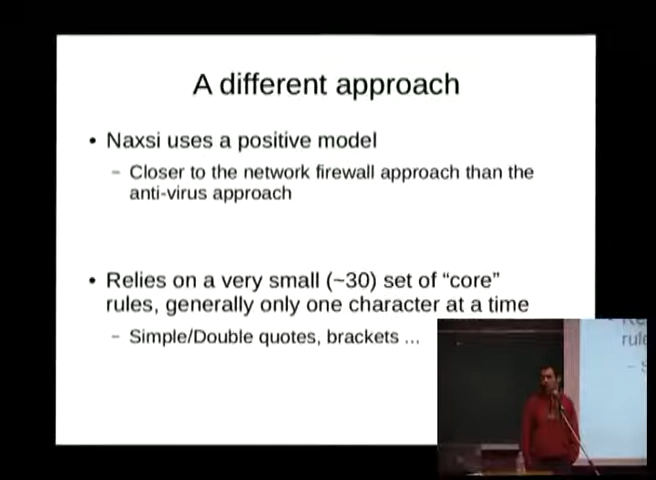 A different approach
• Naxsi uses a positive model
– Closer to the network firewall approach than the
anti-virus approach
• Relies on a very small (~30) set of “core”
rules, generally only one character at a time
– Simple/Double quotes, brackets ...
rule